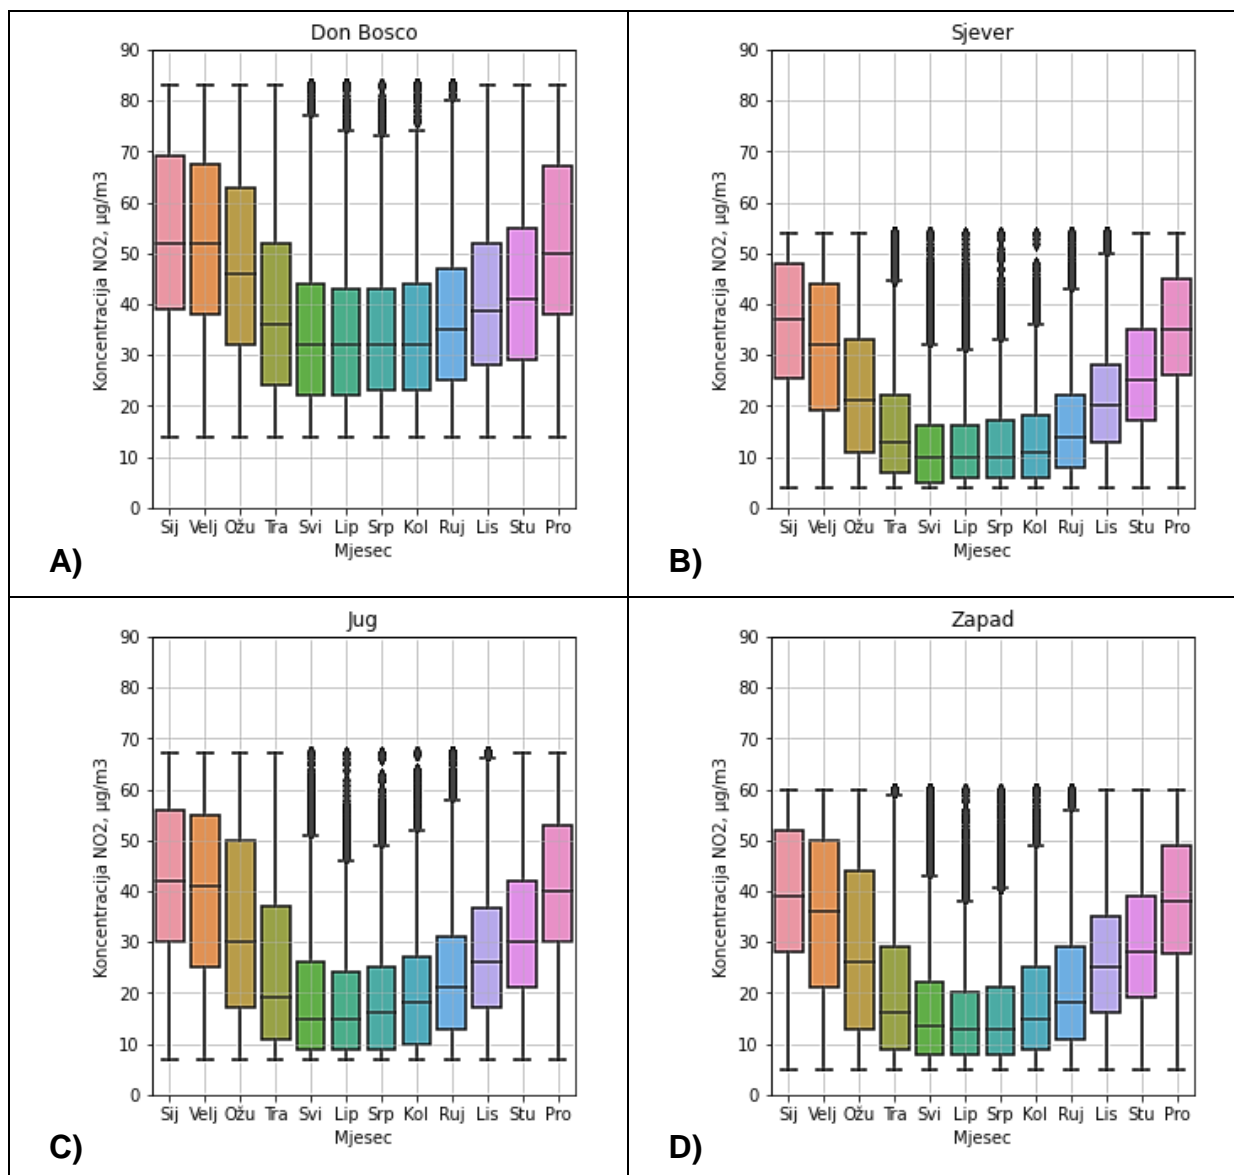 Don Bosco
90
80
70
60
50
40
30
20
10
0
Koncentracija NO2, µg/m3
Sij Velj Ožu Tra Svi Lip Srp Kol Ruj Lis Stu Pro
Mjesec
A)
Sjever
90
80
70
60
50
40
30
20
10
0
Koncentracija NO2, µg/m3
Sij Velj Ožu Tra Svi Lip Srp Kol Ruj Lis Stu Pro
Mjesec
B)
Jug
90
80
70
60
50
40
30
20
10
0
Koncentracija NO2, µg/m3
Sij Velj Ožu Tra Svi Lip Srp Kol Ruj Lis Stu Pro
Mjesec
C)
Zapad
90
80
70
60
50
40
30
20
10
0
Koncentracija NO2, µg/m3
Sij Velj Ožu Tra Svi Lip Srp Kol Ruj Lis Stu Pro
Mjesec
D)